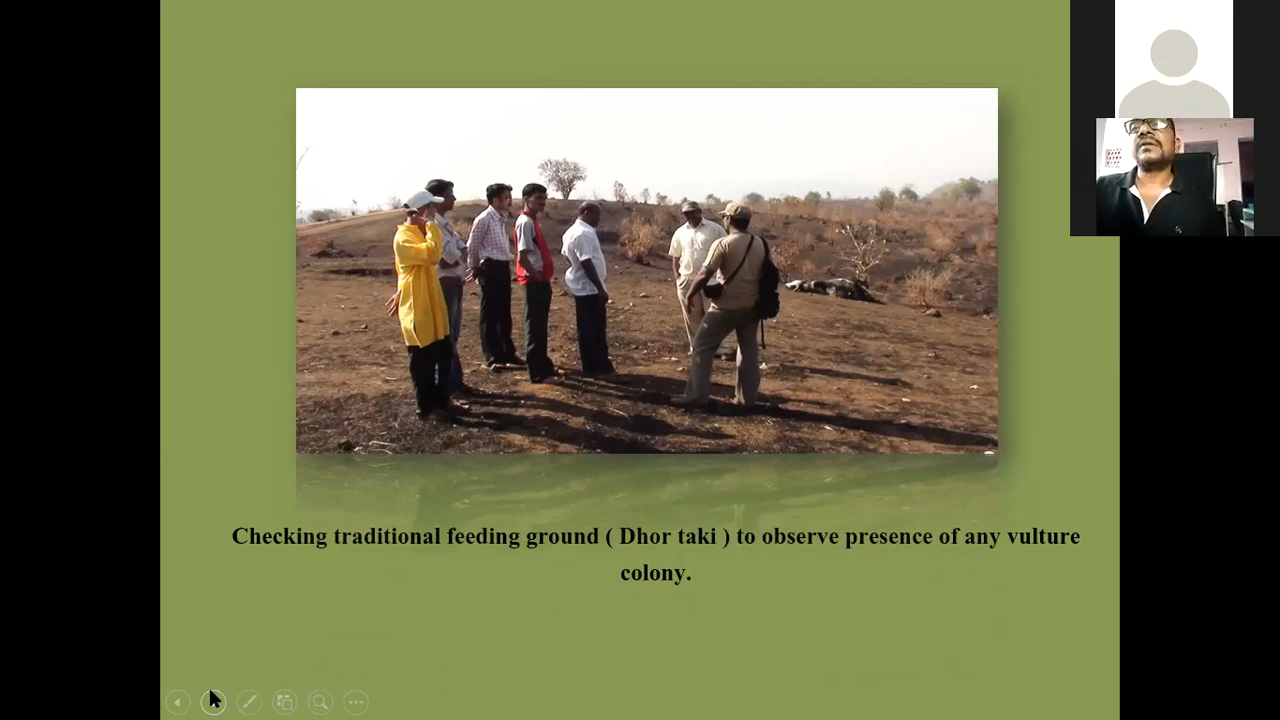 Checking traditional feeding ground ( Dhor taki ) to observe presence of any vulture
colony.